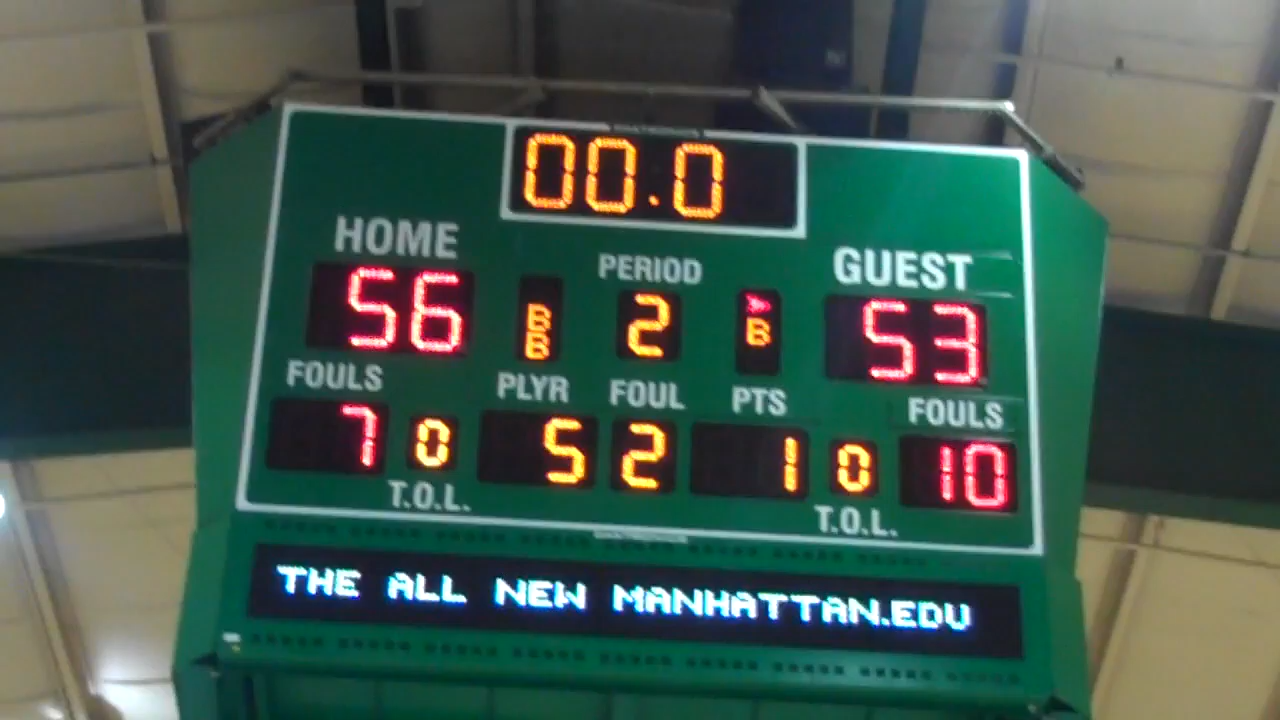 00.0
HOME PERIOD GUEST
56 B B 2 B 53
FOULS PLYR FOUL PTS FOULS
7 0 5 2 1 0 10
T.O.L. T.O.L.
THE ALL NEW MANHATTAN.EDU